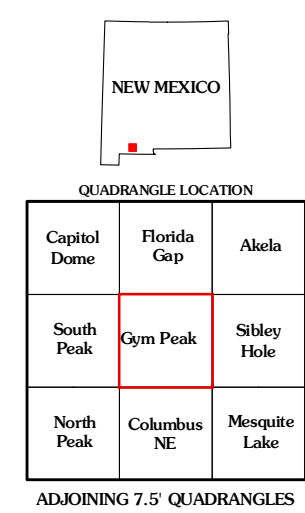 NEW MEXICO
QUADRANGLE LOCATION
Capitol
Dome
Florida
Gap
Akela
South
Peak
Gym Peak
Sibley
Hole
North
Peak
Columbus
NE
Mesquite
Lake
ADJOINING 7.5' QUADRANGLES